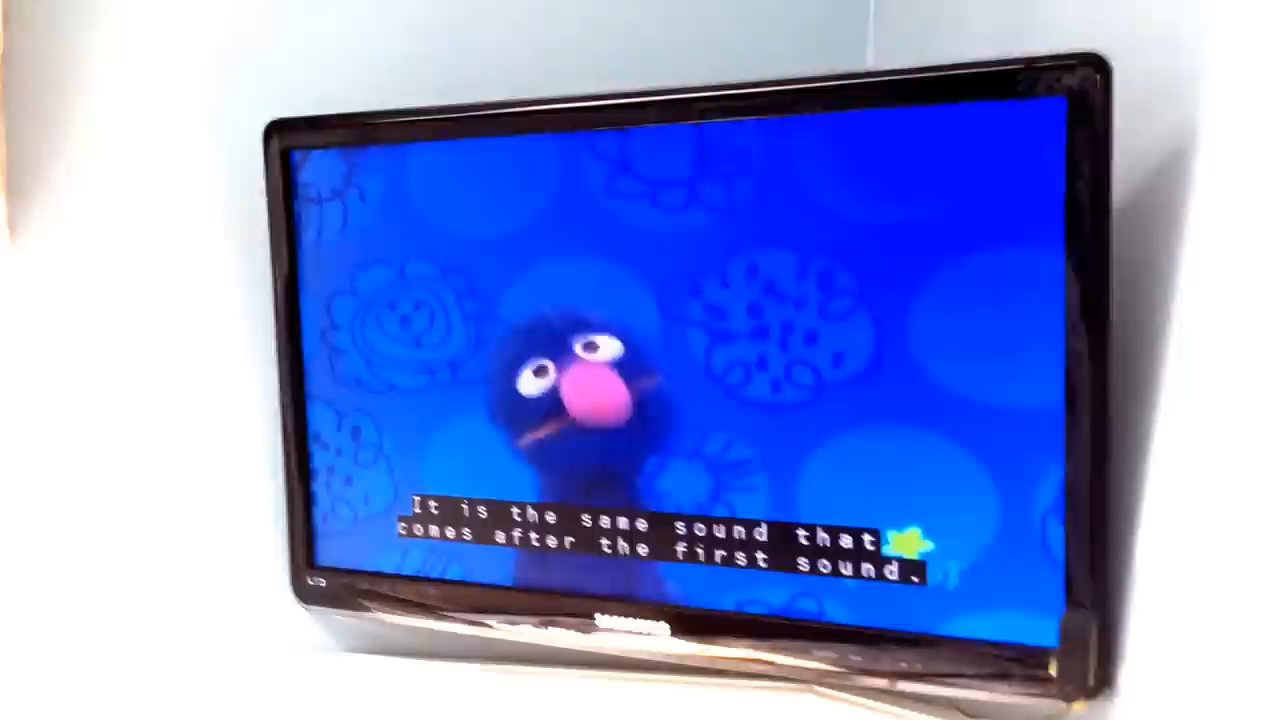 It is the same sound that
comes after the first sound.